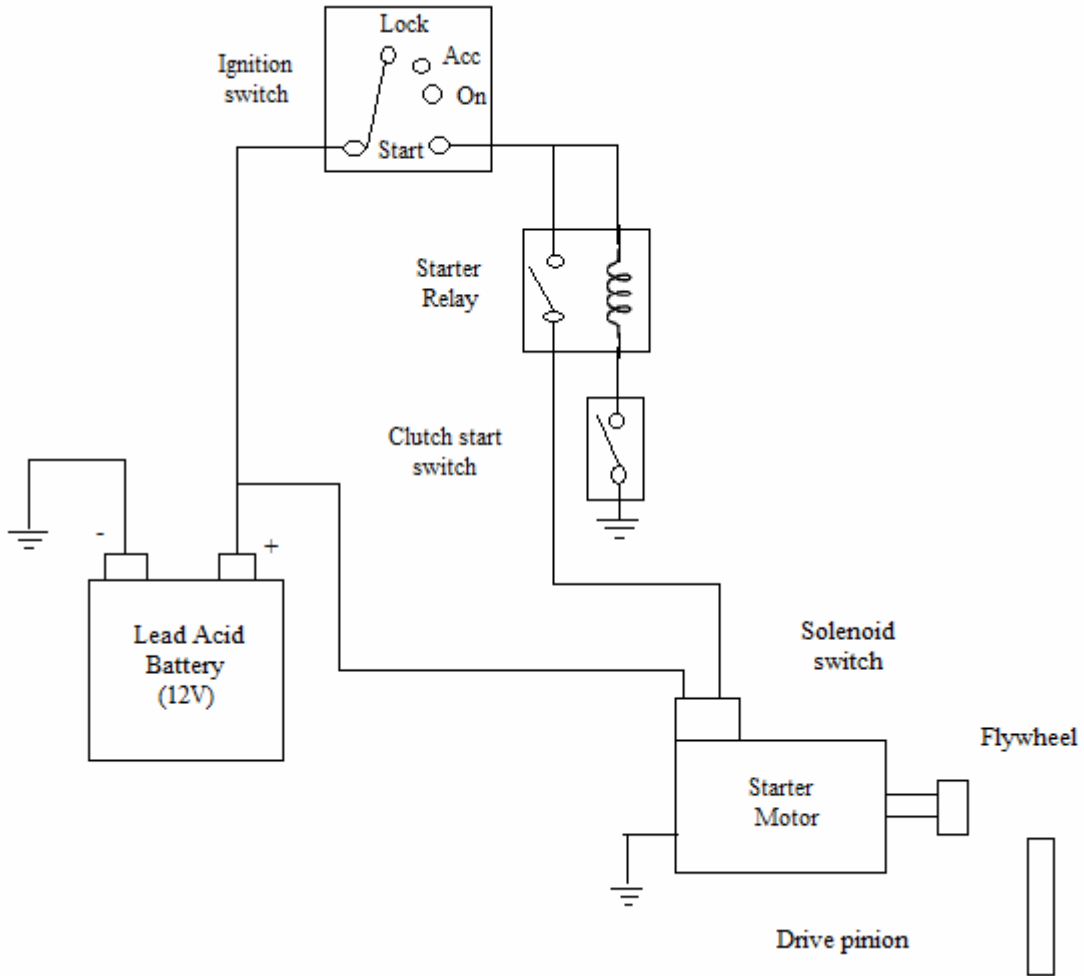 Lock
Acc
On
Start
Ignition
switch
Starter
Relay
Clutch start
switch
-
+
Lead Acid
Battery
(12V)
Solenoid
switch
Flywheel
Starter
Motor
Drive pinion